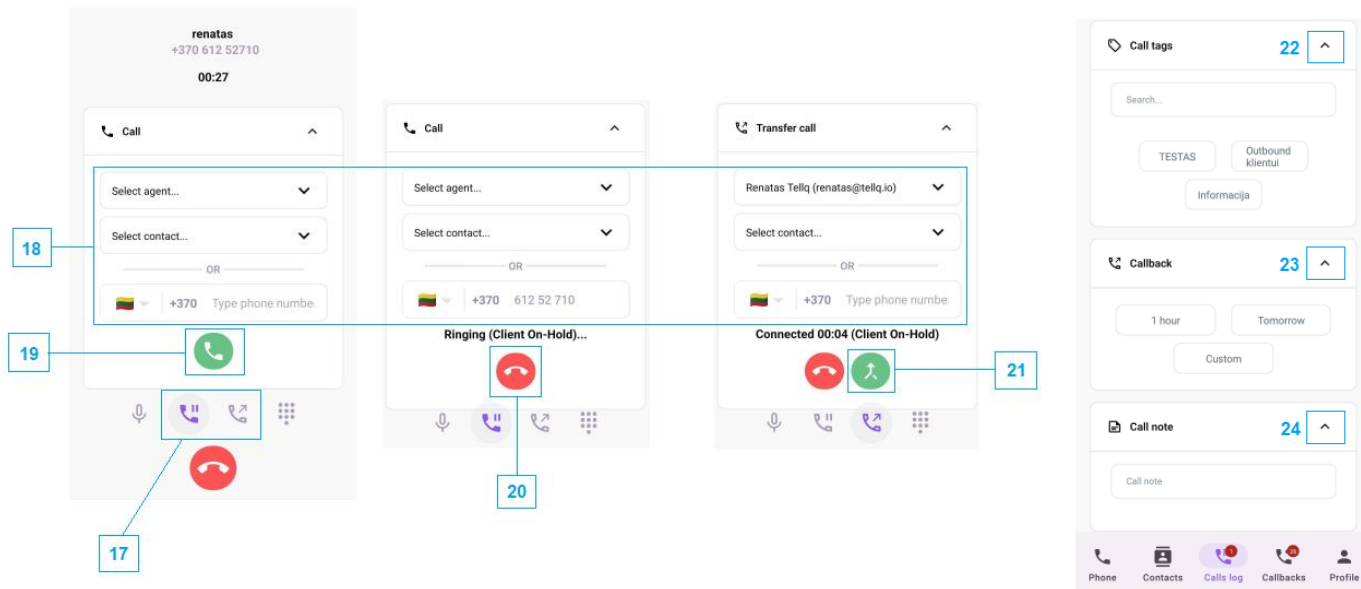 renatas
+370 612 52710
00:27
Call
Select agent...
Select contact...
OR
+370 Type phone numbe
18
19
17
Call
Select agent...
Select contact...
OR
+370 612 52 710
Ringing (Client On-Hold)...
20
Transfer call
Renatas Tellq (renatas@tellq.io)
Select contact...
OR
+370 Type phone numbe
Connected 00:04 (Client On-Hold)
21
Call tags 22
Search...
TESTAS
Outbound
klientui
Informacija
Callback 23
1 hour
Tomorrow
Custom
Call note 24
Call note
Phone Contacts Calls log Callbacks Profile